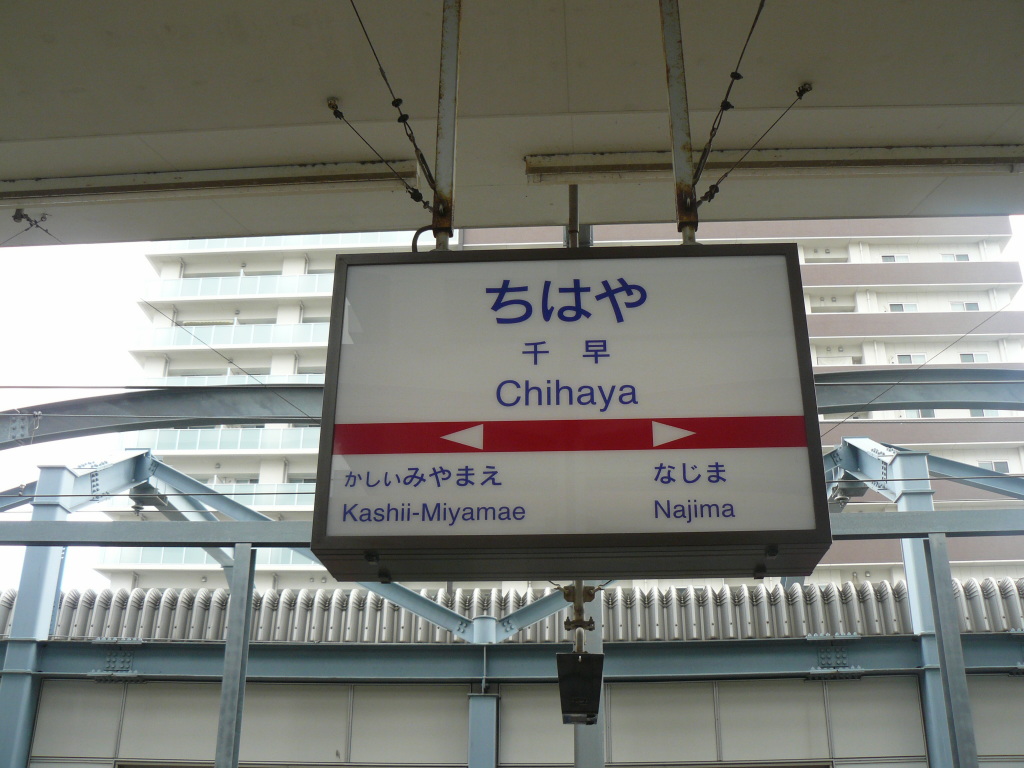 ちはや
千早
Chihaya
かしいみやまえ なじま
Kashii-Miyamae Najima